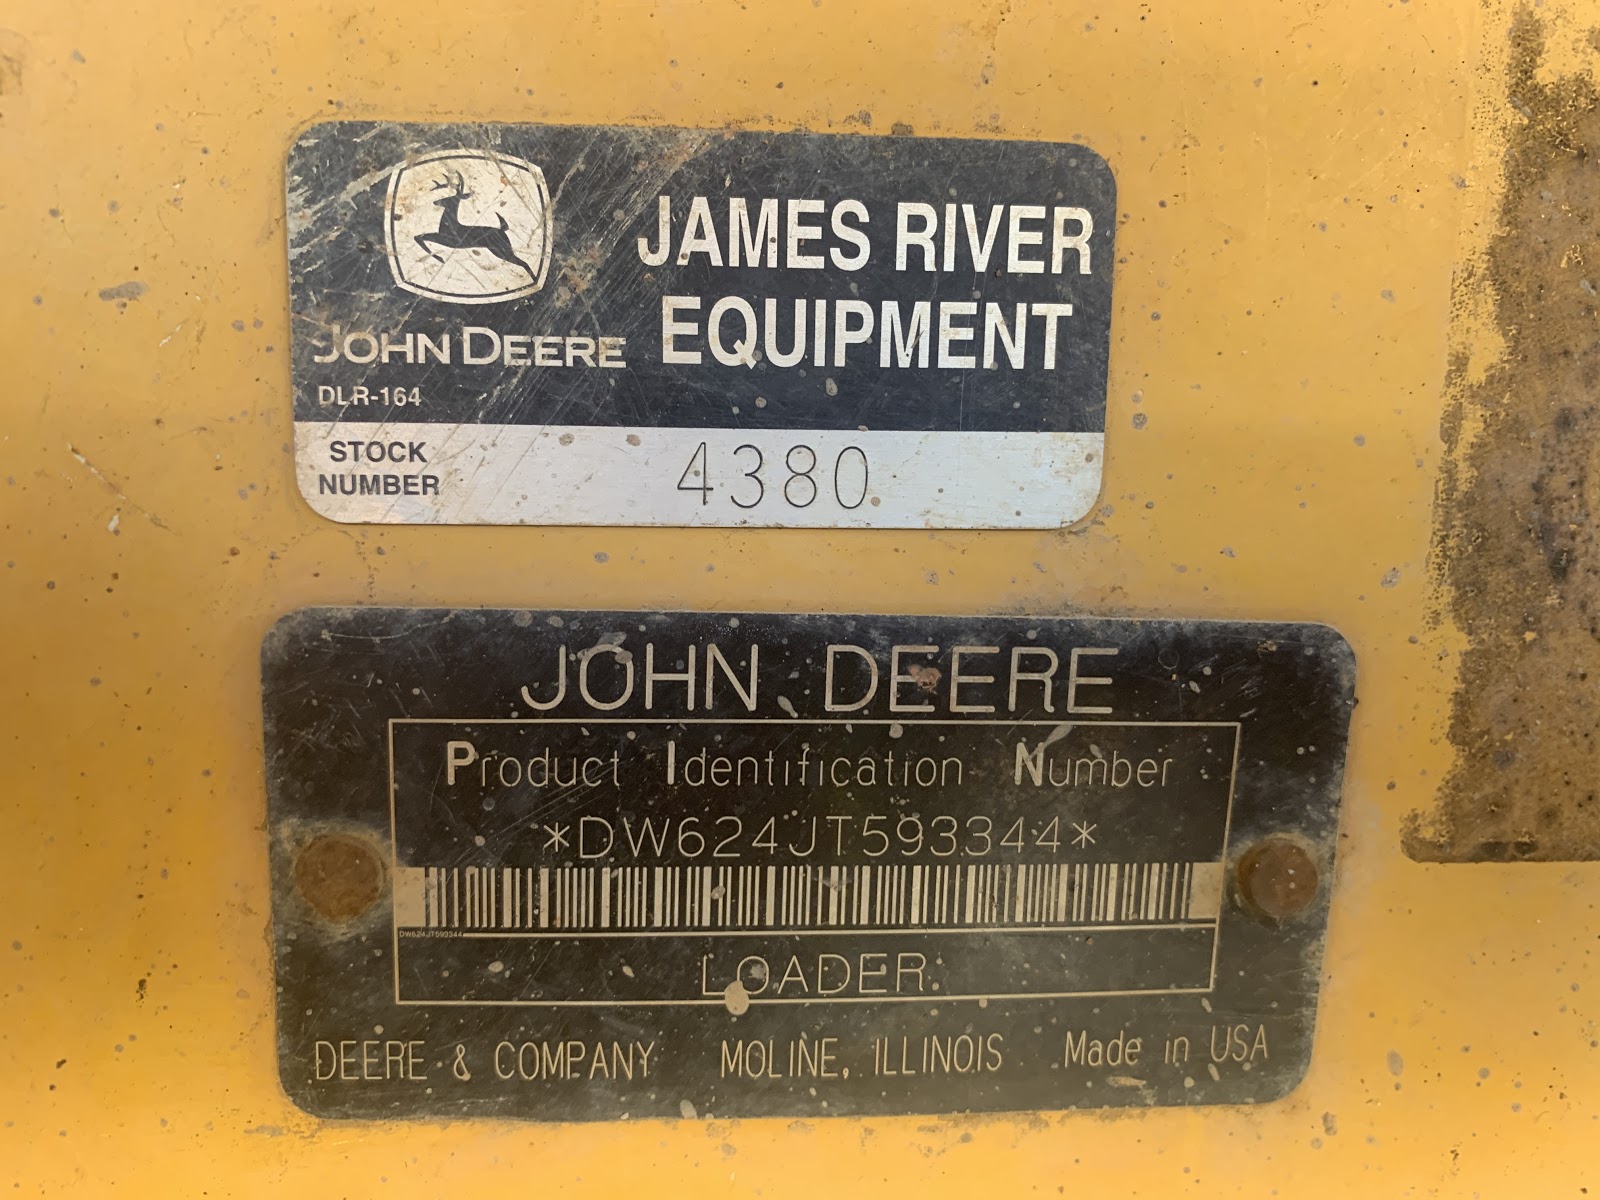 JAMES RIVER
EQUIPMENT
JOHN DEERE
DLR-164
STOCK
NUMBER
4380
JOHN DEERE
Product Identification Number
*DW624JT593344*
DW624JT593344
LOADER
DEERE & COMPANY MOLINE, ILLINOIS Made in USA